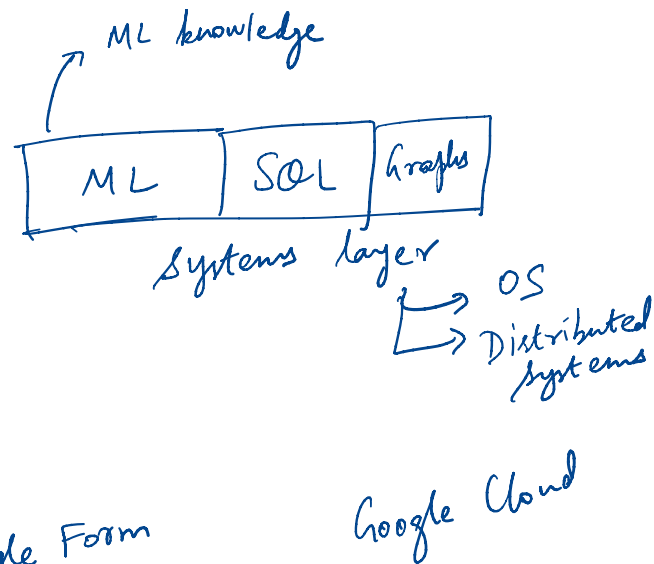 ML knowledge
ML SQL Graphs
systems layer
OS
Distributed
systems
Google Cloud
Form